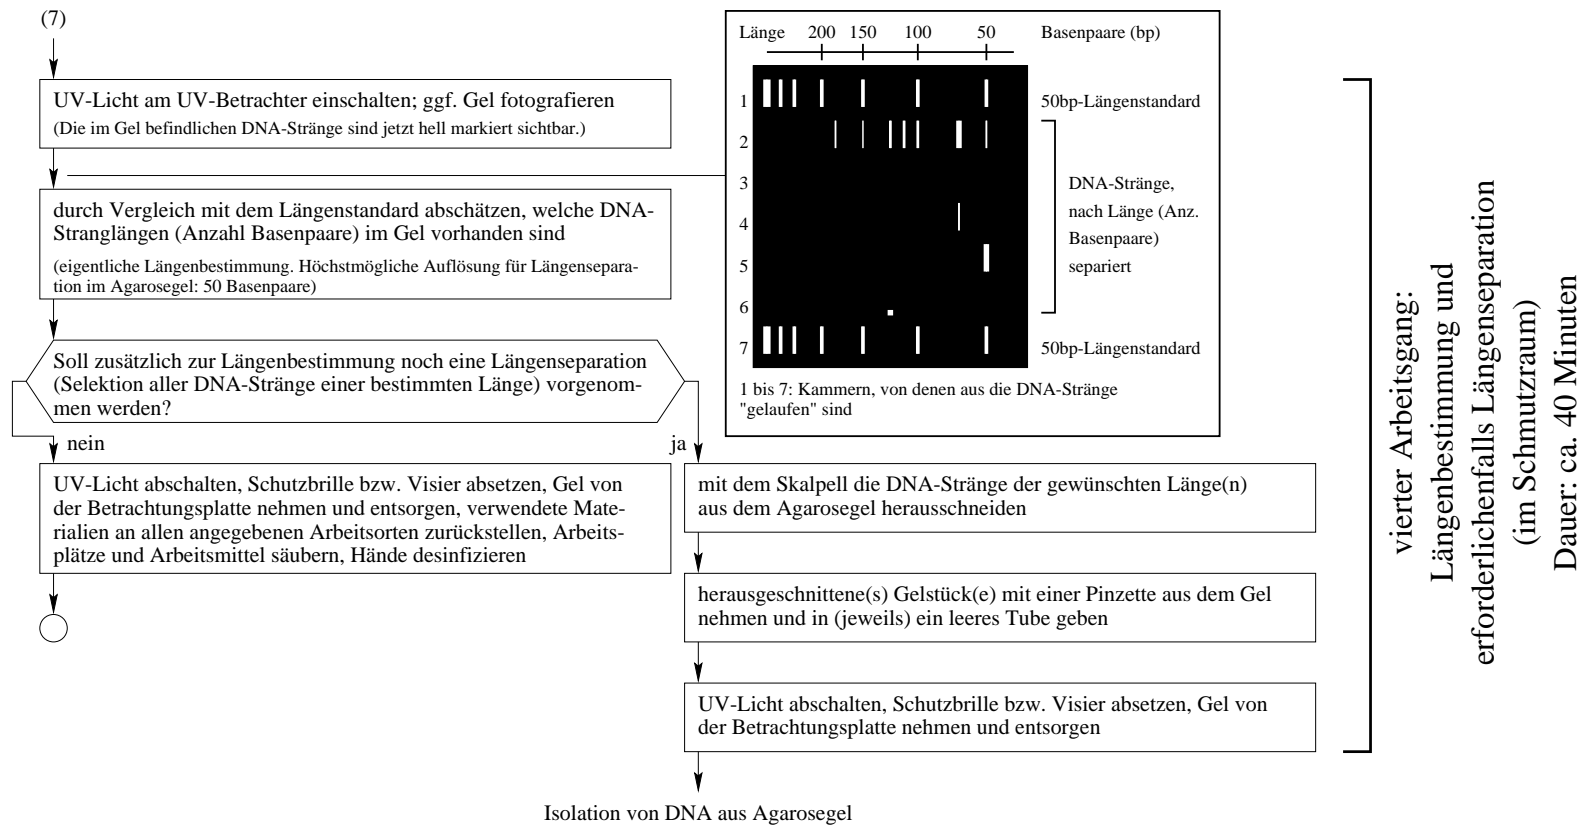 (7)
UV-Licht am UV-Betrachter einschalten; ggf. Gel fotografieren
(Die im Gel befindlichen DNA-Stränge sind jetzt hell markiert sichtbar.)
durch Vergleich mit dem Längenstandard abschätzen, welche DNA-
Stranglängen (Anzahl Basenpaare) im Gel vorhanden sind
(eigentliche Längenbestimmung. Höchstmögliche Auflösung für Längensepara-
tion im Agarosegel: 50 Basenpaare)
Soll zusätzlich zur Längenbestimmung noch eine Längenseparation
(Selektion aller DNA-Stränge einer bestimmten Länge) vorgenom-
men werden?
nein
ja
UV-Licht abschalten, Schutzbrille bzw. Visier absetzen, Gel von
der Betrachtungsplatte nehmen und entsorgen, verwendete Mate-
rialien an allen angegebenen Arbeitsorten zurückstellen, Arbeits-
plätze und Arbeitsmittel säubern, Hände desinfizieren
mit dem Skalpell die DNA-Stränge der gewünschten Länge(n)
aus dem Agarosegel herausschneiden
herausgeschnittene(s) Gelstück(e) mit einer Pinzette aus dem Gel
nehmen und in (jeweils) ein leeres Tube geben
UV-Licht abschalten, Schutzbrille bzw. Visier absetzen, Gel von
der Betrachtungsplatte nehmen und entsorgen
Isolation von DNA aus Agarosegel
Länge 200 150 100 50 Basenpaare (bp)
1 50bp-Längenstandard
2
3
4
5
6
7 50bp-Längenstandard
DNA-Stränge,
nach Länge (Anz.
Basenpaare)
separiert
1 bis 7: Kammern, von denen aus die DNA-Stränge
"gelaufen" sind
vierter Arbeitsgang:
Längenbestimmung und
erforderlichenfalls Längenseparation
(im Schmutzraum)
Dauer: ca. 40 Minuten